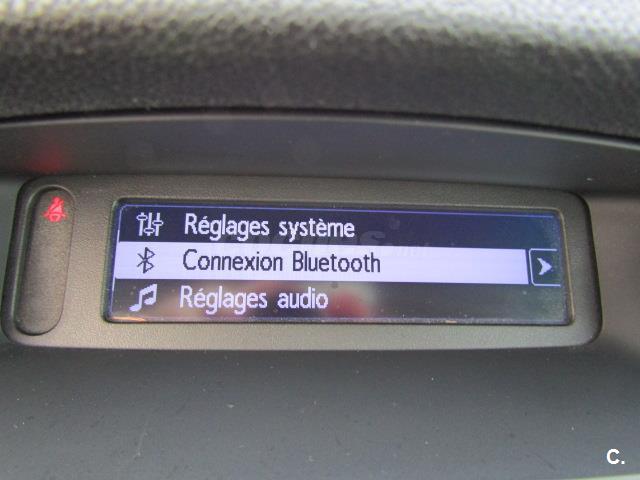 Réglages système
Connexion Bluetooth
Réglages audio
C.